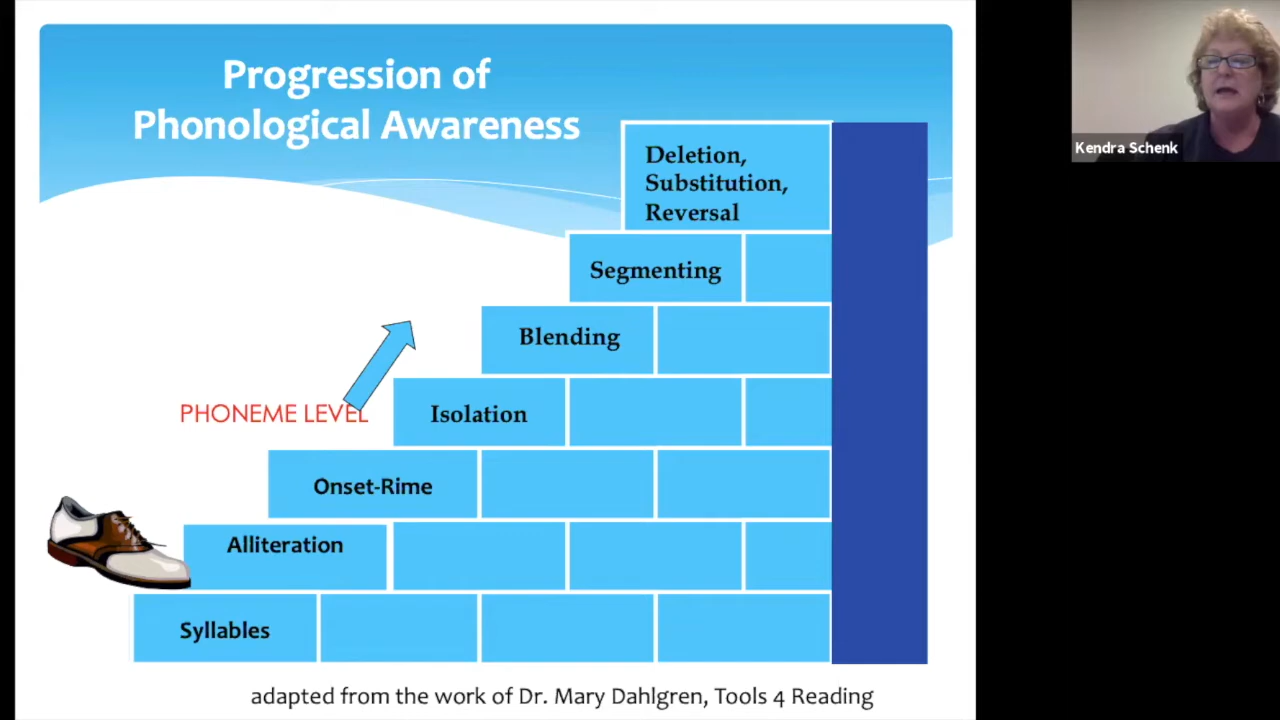 Progression of
Phonological Awareness
Kendra Schenk
Deletion,
Substitution,
Reversal
Segmenting
Blending
PHONEME LEVEL
Isolation
Onset-Rime
Alliteration
Syllables
adapted from the work of Dr. Mary Dahlgren, Tools 4 Reading